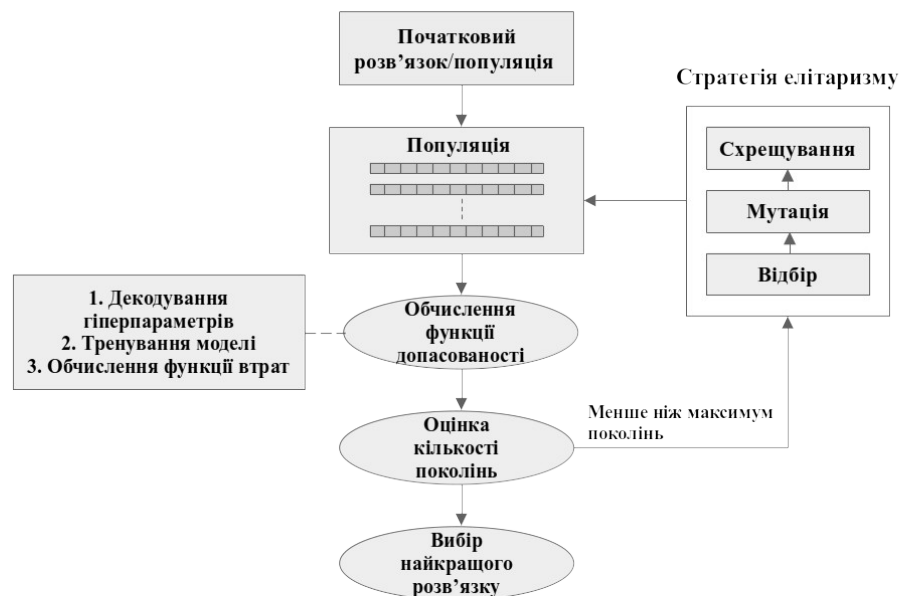 Початковий
розв’язок/популяція
Стратегія елітаризму
Популяція
Схрещування
Мутація
Відбір
1. Декодування
гіперпараметрів
2. Тренування моделі
3. Обчислення функції втрат
Обчислення
функції
допасованості
Менше ніж максимум
поколінь
Оцінка
кількості
поколінь
Вибір
найкращого
розв’язку